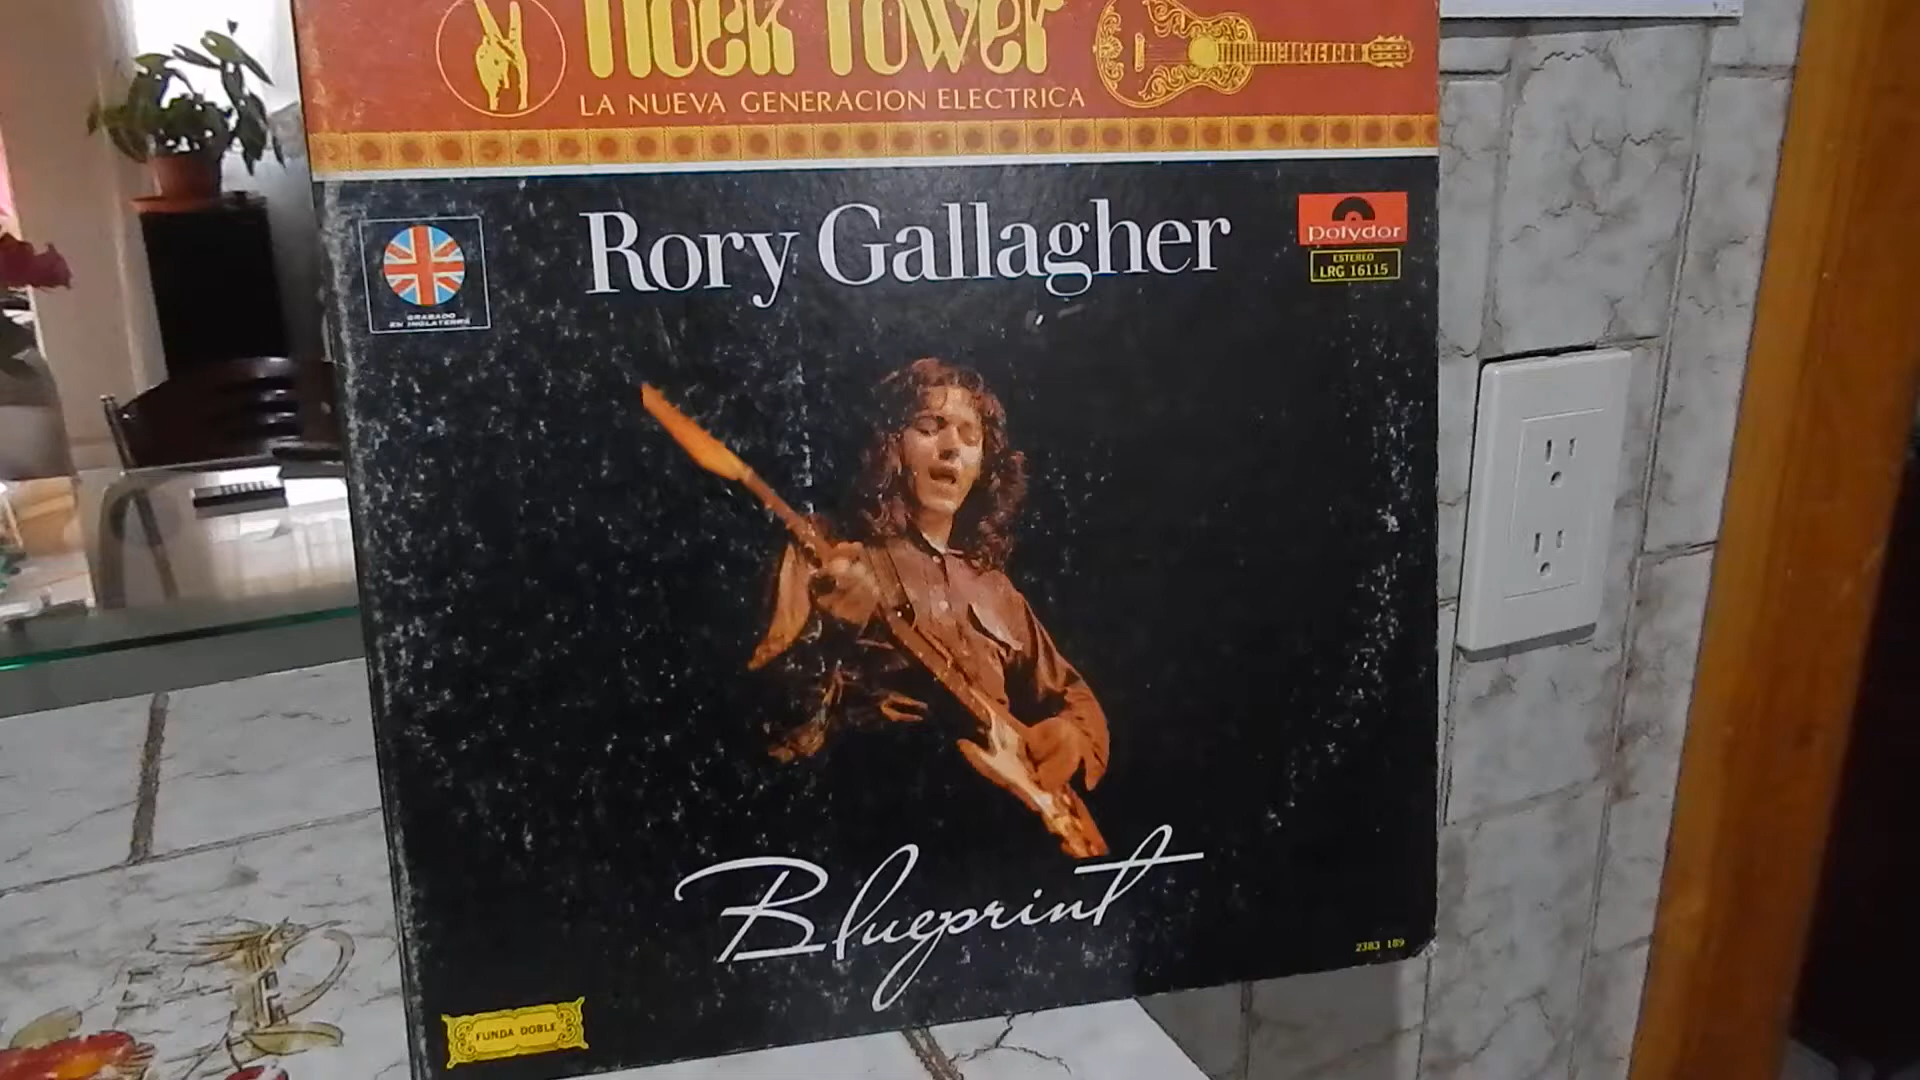 Rock Power
LA NUEVA GENERACION ELECTRICA
Rory Gallagher
polydor
ESTEREO
LRG 16115
GRABADO
EN INGLATERRA
Blueprint
2383 189
FUNDA DOBLE